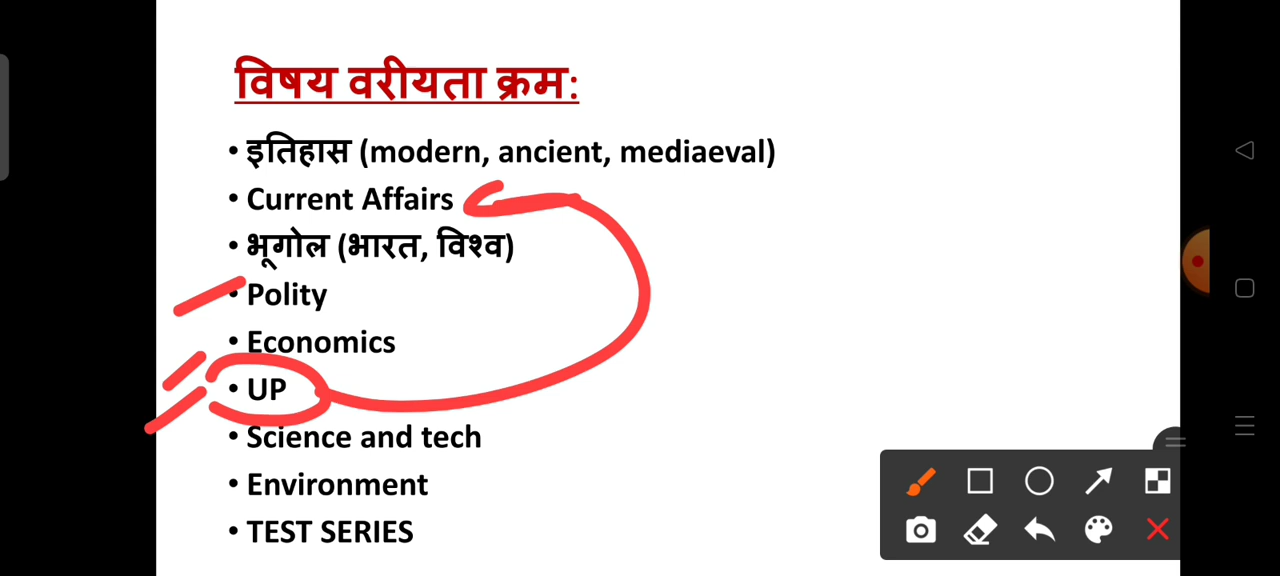 विषय वरीयता क्रम:
• इतिहास (modern, ancient, mediaeval)
• Current Affairs
• भूगोल (भारत, विश्व)
• Polity
• Economics
• UP
• Science and tech
• Environment
• TEST SERIES